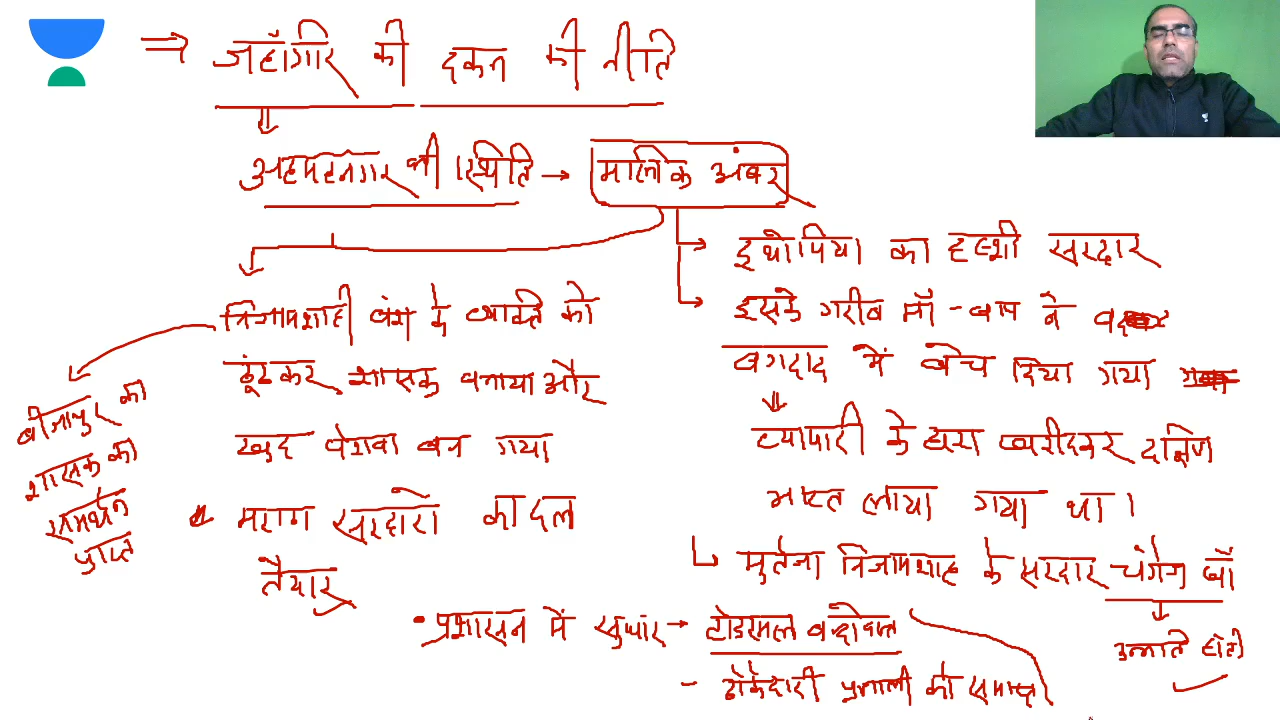 ⇒ जहाँगीर की दकन की नीति
अहमदनगर की स्थिति → मालिक अंबर
इथोपिया का हब्शी सरदार
इसके गरीब माँ - बाप ने
बगदाद में बेच दिया गया
व्यापारी के द्वारा खरीदकर दक्षिण
भारत लाया गया था।
मुर्तजा निजामशाह के सरदार चंगेज खाँ
उन्नति होती
निजामशाही वंश के व्यक्ति को
ढूंढकर शासक बनाया और
खुद पेशवा बन गया
बीजापुर का
शासक का
समर्थन
प्राप्त
मराठा सरदारों का दल
तैयार
• प्रशासन में सुधार → टोडरमल बन्दोबस्त
- ठेकेदारी प्रणाली को समाप्त